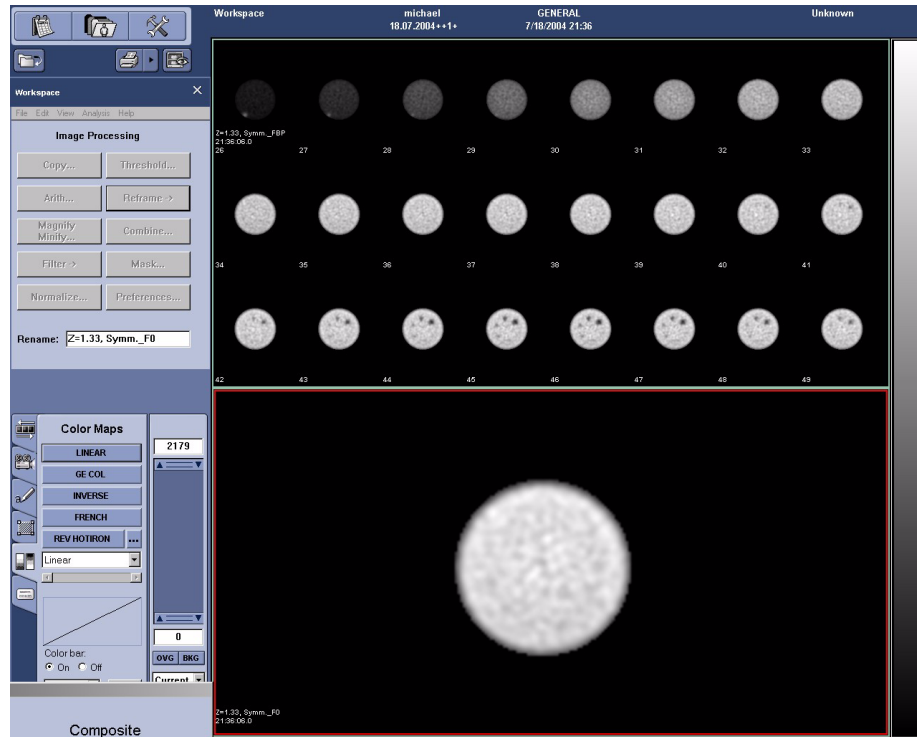 Workspace
michael
GENERAL
Unknown
18.07.2004++1+
7/18/2004 21:36
Workspace
File Edit View Analysis Help
Image Processing
Copy...
Threshold...
Arith...
Reframe ->
Magnify
Minify...
Combine...
Filter ->
Mask...
Normalize...
Preferences...
Rename:
Z=1.33, Symm._F0
Z=1.33, Symm._FBP
21:36:06.0
26 27 28 29 30 31 32 33
34 35 36 37 38 39 40 41
42 43 44 45 46 47 48 49
Color Maps
LINEAR
GE COL
INVERSE
FRENCH
REV HOTIRON
...
Linear
Color bar:
On Off
2179
0
OVG BKG
Current
Composite
Z=1.33, Symm._F0
21:36:06.0